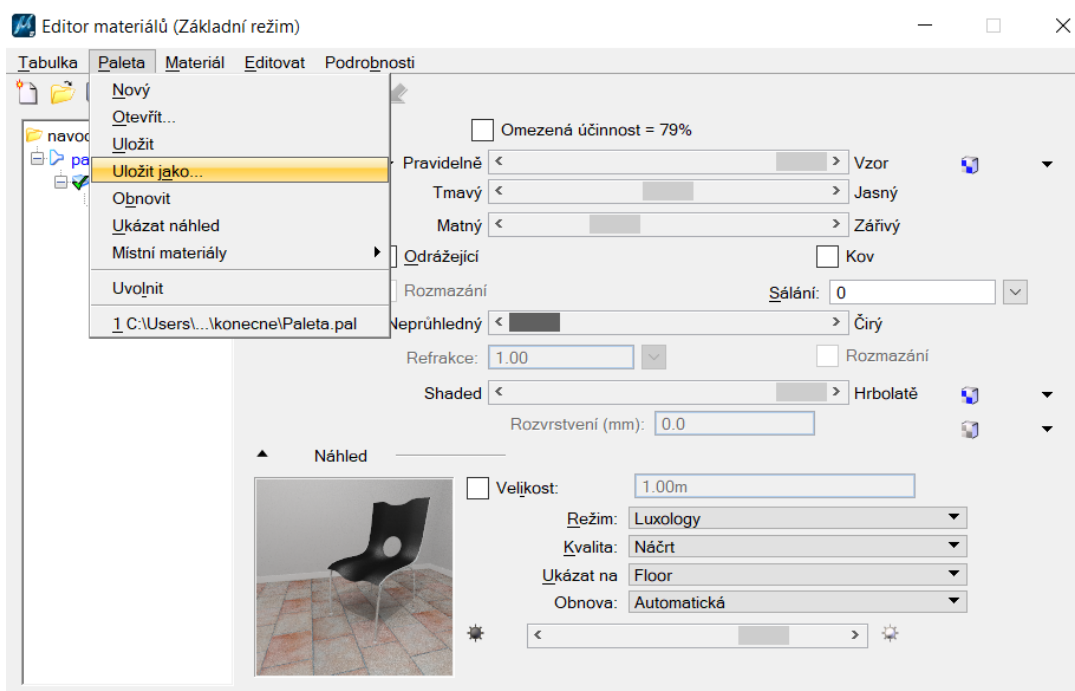 Editor materiálů (Základní režim)
Tabulka Paleta Materiál Editovat Podrobnosti
Nový
Otevřít...
Uložit
Uložit jako...
Obnovit
Ukázat náhled
Místní materiály
Uvolnit
1 C:\Users\...\konecne\Paleta.pal
Omezená účinnost = 79%
Pravidelně Vzor
Tmavý Jasný
Matný Zářivý
Odrážející Kov
Rozmazání Sálání: 0
Neprůhledný Čirý
Refrakce: 1.00 Rozmazání
Shaded Hrbolatě
Rozvrstvení (mm): 0.0
Náhled
Velikost: 1.00m
Režim: Luxology
Kvalita: Náčrt
Ukázat na Floor
Obnova: Automatická